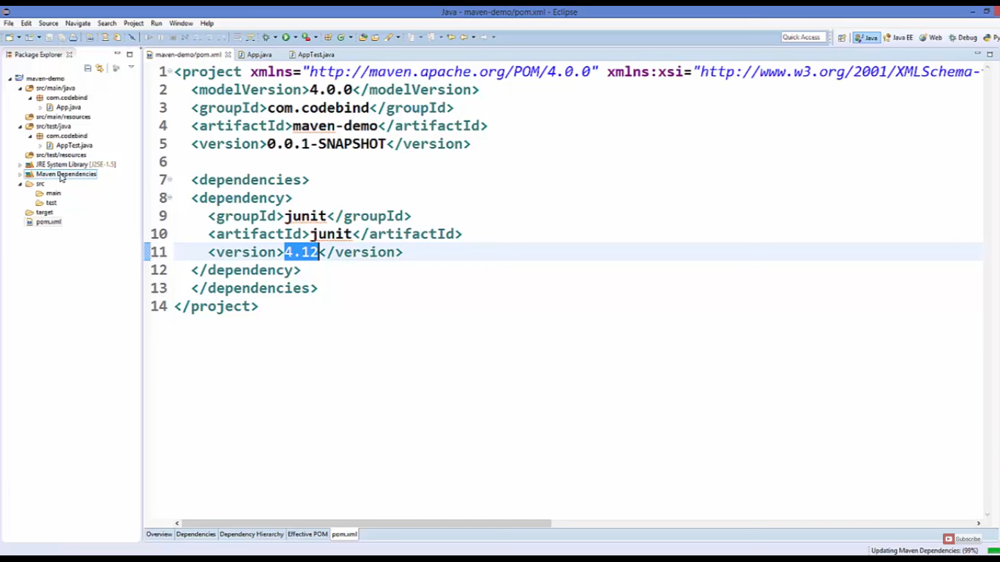 Java - maven-demo/pom.xml - Eclipse
File Edit Source Navigate Search Project Run Window Help
Quick Access Java Java EE Web Debug Py
Package Explorer
maven-demo/pom.xml App.java AppTest.java
maven-demo
src/main/java
com.codebind
App.java
src/main/resources
src/test/java
com.codebind
AppTest.java
src/test/resources
JRE System Library [J2SE-1.5]
Maven Dependencies
src
main
test
target
pom.xml
1 <project xmlns="http://maven.apache.org/POM/4.0.0" xmlns:xsi="http://www.w3.org/2001/XMLSchema-
2 <modelVersion>4.0.0</modelVersion>
3 <groupId>com.codebind</groupId>
4 <artifactId>maven-demo</artifactId>
5 <version>0.0.1-SNAPSHOT</version>
6
7 <dependencies>
8 <dependency>
9 <groupId>junit</groupId>
10 <artifactId>junit</artifactId>
11 <version>4.12</version>
12 </dependency>
13 </dependencies>
14 </project>
Overview Dependencies Dependency Hierarchy Effective POM pom.xml
Subscribe
Updating Maven Dependencies: (99%)